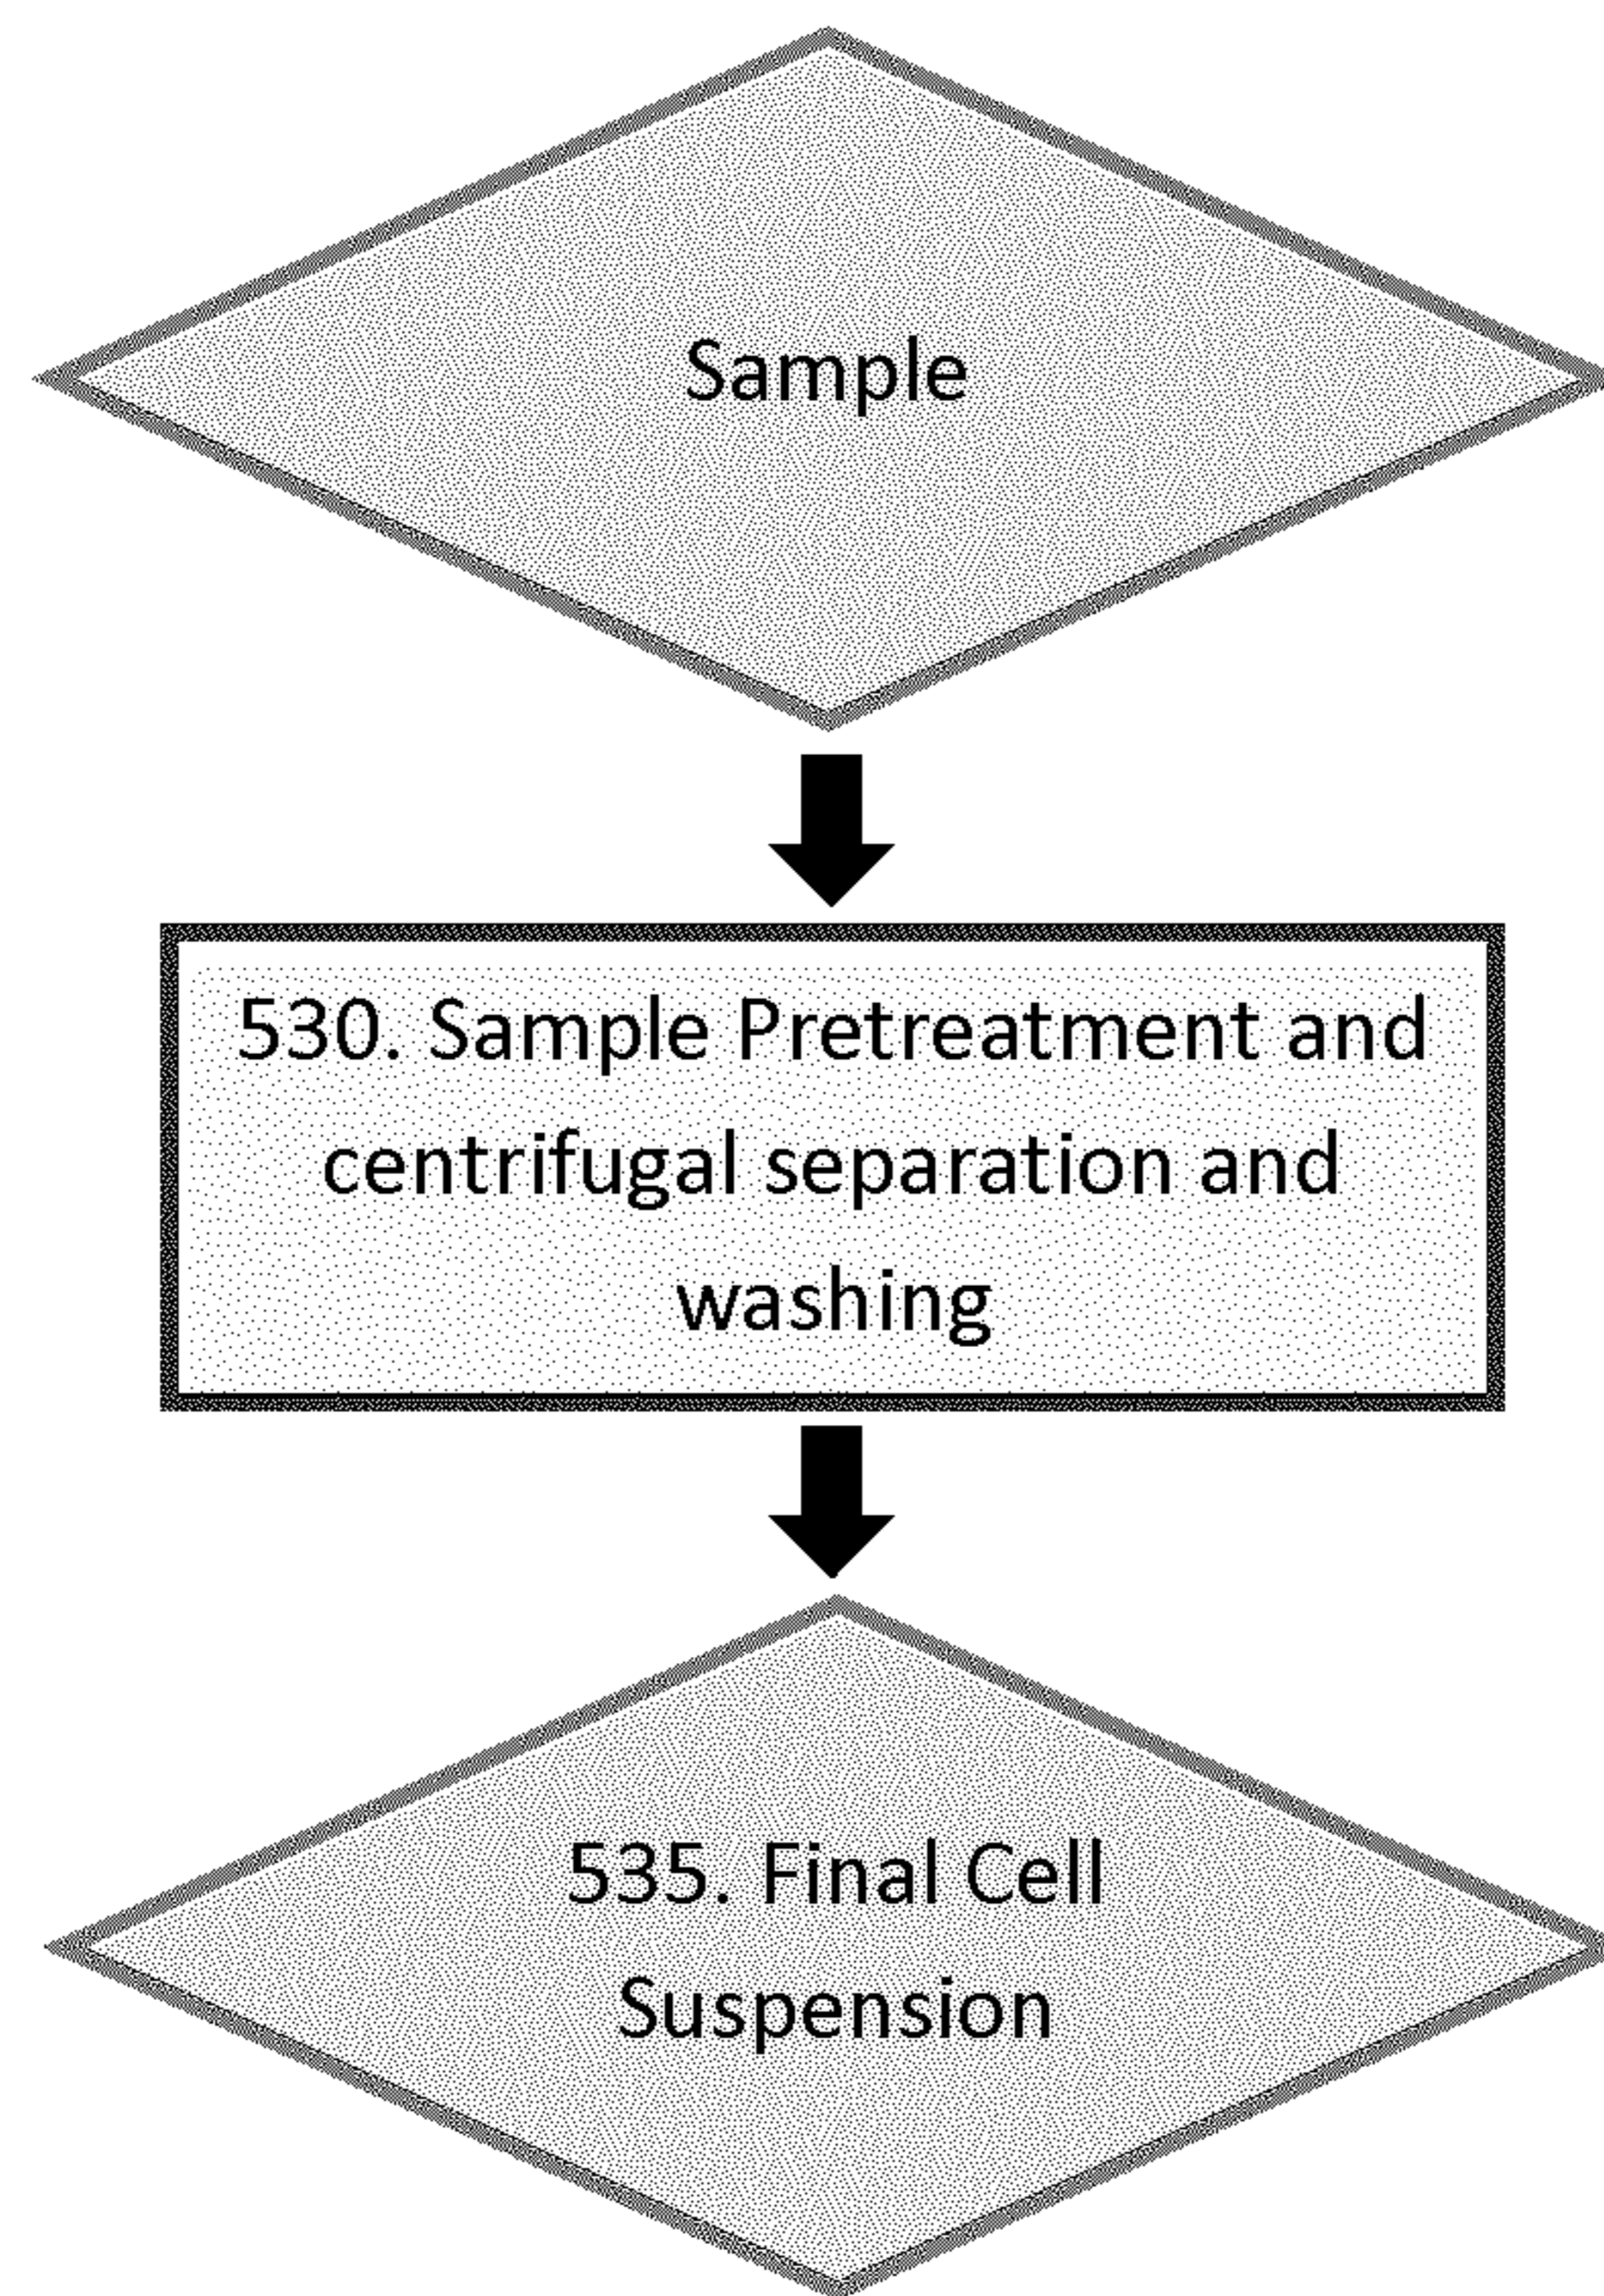 Sample
530. Sample Pretreatment and
centrifugal separation and
washing
535. Final Cell
Suspension